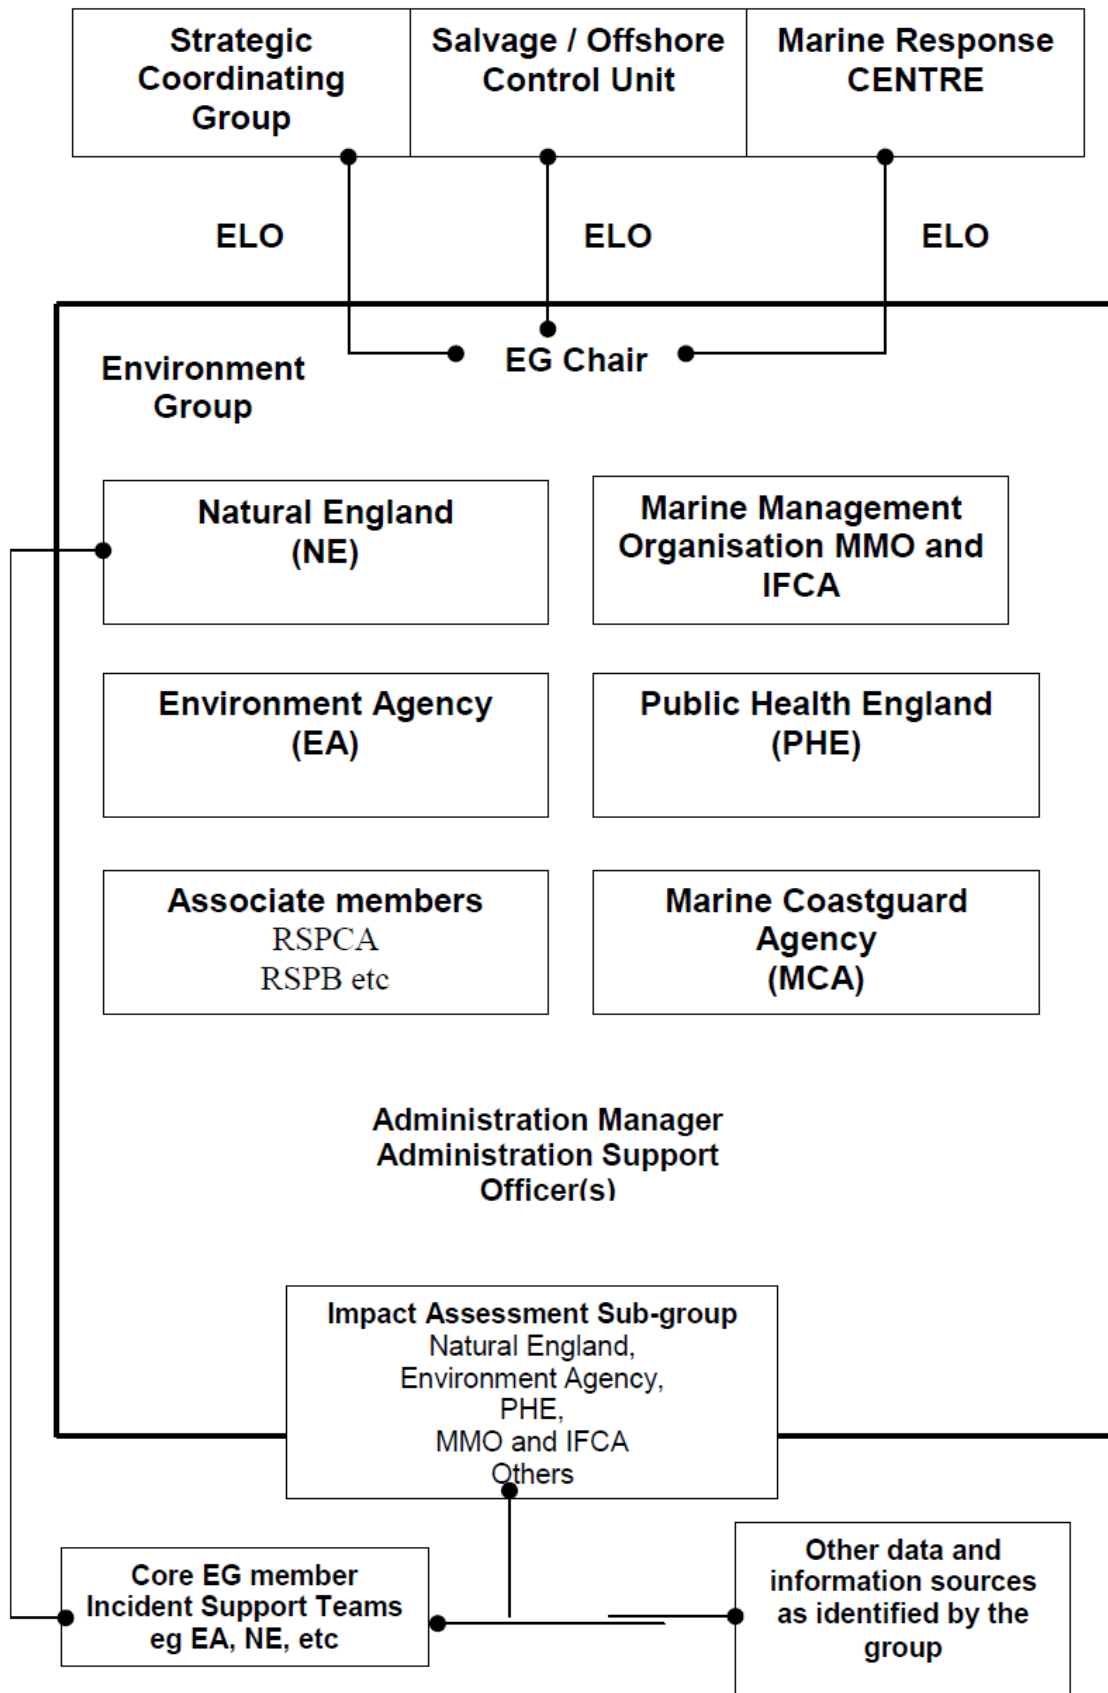 Strategic
Coordinating
Group
Salvage / Offshore
Control Unit
Marine Response
CENTRE
ELO
ELO
ELO
EG Chair
Environment
Group
Natural England
(NE)
Marine Management
Organisation MMO and
IFCA
Environment Agency
(EA)
Public Health England
(PHE)
Associate members
RSPCA
RSPB etc
Marine Coastguard
Agency
(MCA)
Administration Manager
Administration Support
Officer(s)
Impact Assessment Sub-group
Natural England,
Environment Agency,
PHE,
MMO and IFCA
Others
Core EG member
Incident Support Teams
eg EA, NE, etc
Other data and
information sources
as identified by the
group